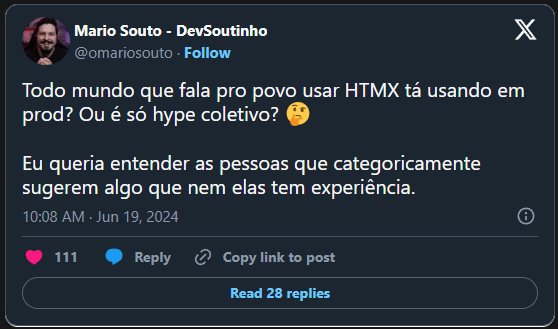 Mario Souto - DevSoutinho
@omariosouto · Follow
Todo mundo que fala pro povo usar HTMX tá usando em
prod? Ou é só hype coletivo? 🤔
Eu queria entender as pessoas que categoricamente
sugerem algo que nem elas tem experiência.
10:08 AM · Jun 19, 2024
111 Reply Copy link to post
Read 28 replies